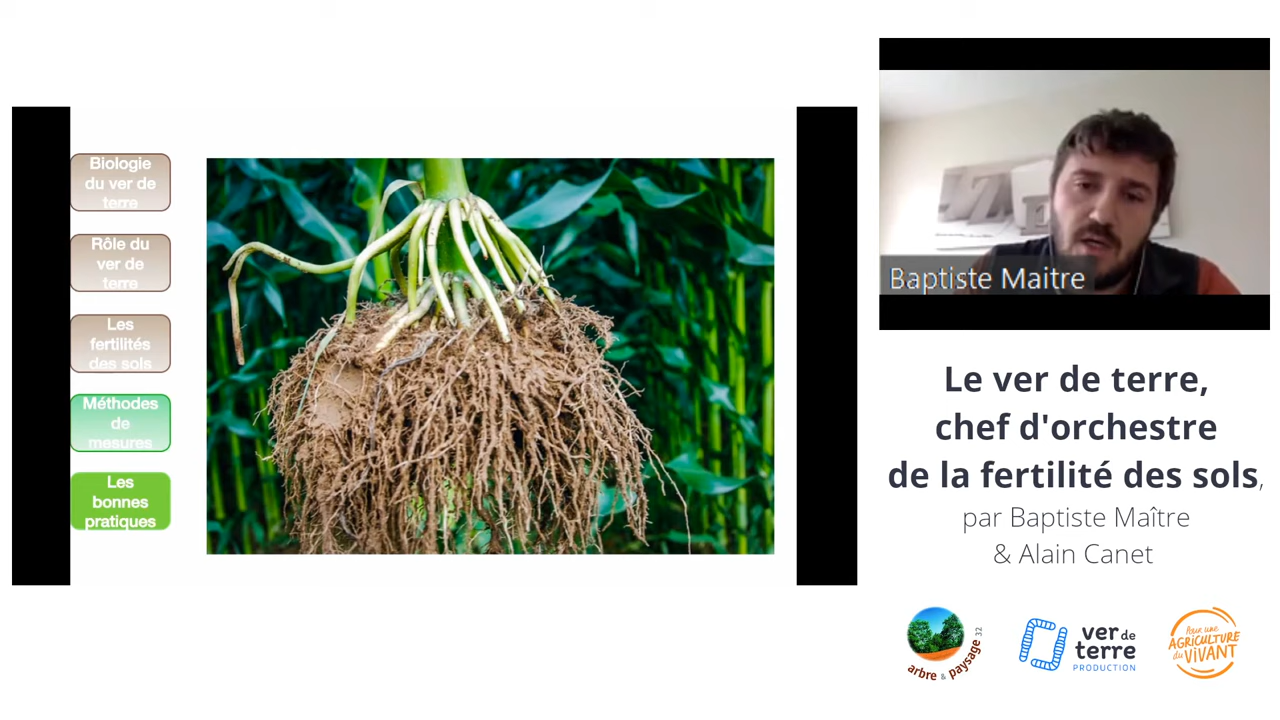 Biologie
du ver de
terre
Rôle du
ver de
terre
Les
fertilités
des sols
Méthodes
de
mesures
Les
bonnes
pratiques
Baptiste Maitre
Le ver de terre,
chef d'orchestre
de la fertilité des sols,
par Baptiste Maître
& Alain Canet
arbre & paysage 32
ver de
terre
PRODUCTION
Pour une
AGRICULTURE
du VIVANT